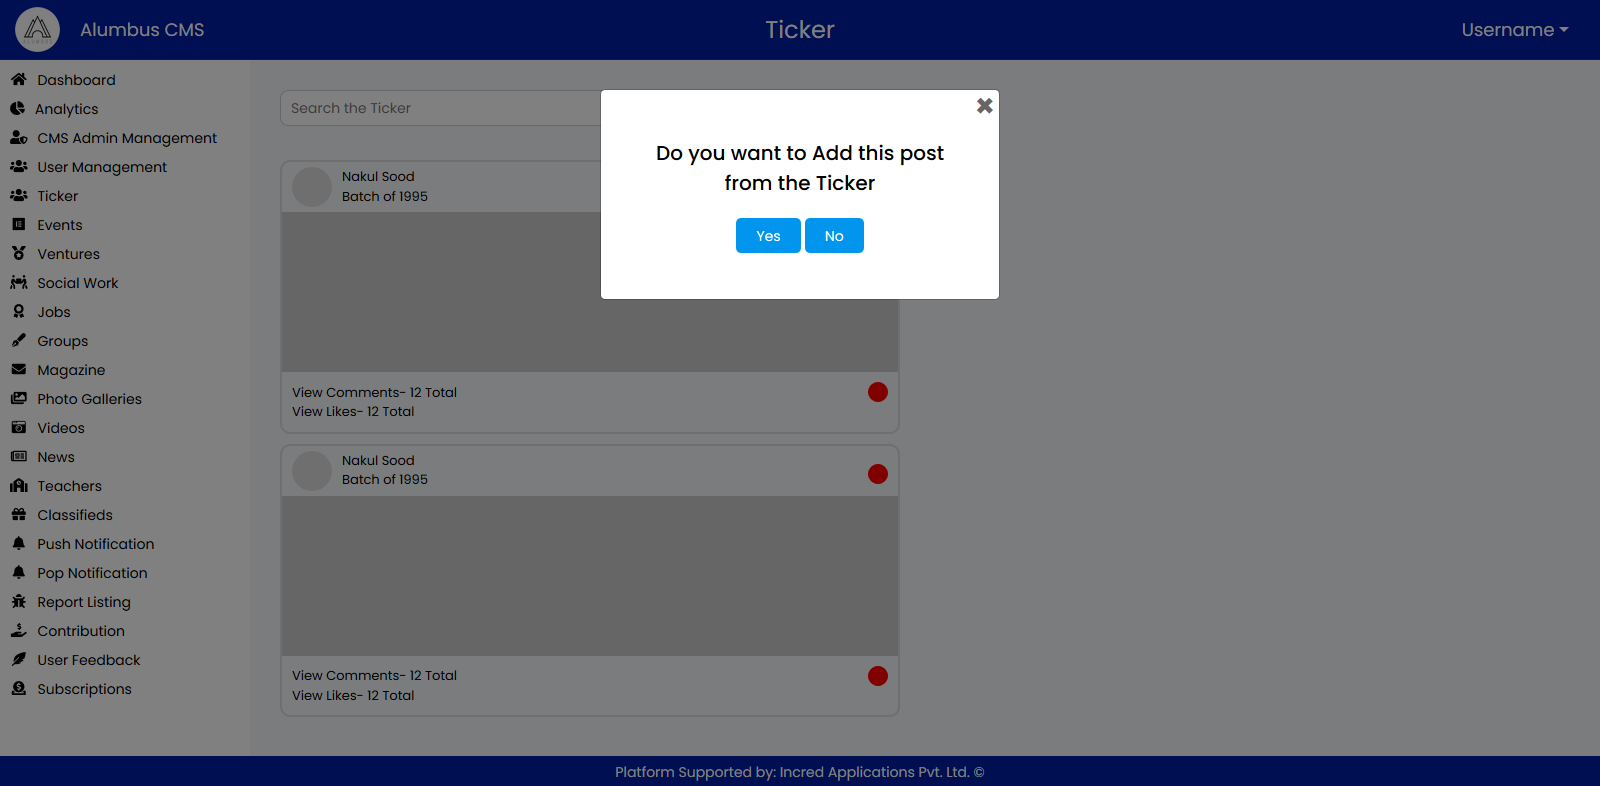 Alumbus CMS
Ticker
Username
Dashboard
Analytics
CMS Admin Management
User Management
Ticker
Events
Ventures
Social Work
Jobs
Groups
Magazine
Photo Galleries
Videos
News
Teachers
Classifieds
Push Notification
Pop Notification
Report Listing
Contribution
User Feedback
Subscriptions
Search the Ticker
Do you want to Add this post
from the Ticker
Yes No
Nakul Sood
Batch of 1995
View Comments- 12 Total
View Likes- 12 Total
Nakul Sood
Batch of 1995
View Comments- 12 Total
View Likes- 12 Total
Platform Supported by: Incred Applications Pvt. Ltd. ©